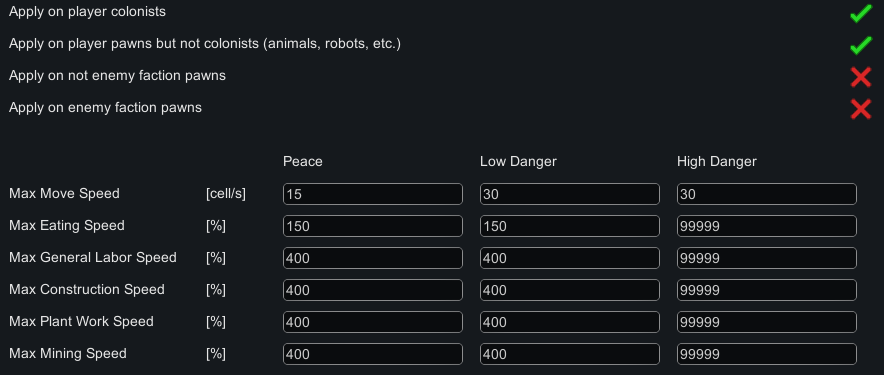 Apply on player colonists
Apply on player pawns but not colonists (animals, robots, etc.)
Apply on not enemy faction pawns
Apply on enemy faction pawns
Peace Low Danger High Danger
Max Move Speed [cell/s] 15 30 30
Max Eating Speed [%] 150 150 99999
Max General Labor Speed [%] 400 400 99999
Max Construction Speed [%] 400 400 99999
Max Plant Work Speed [%] 400 400 99999
Max Mining Speed [%] 400 400 99999